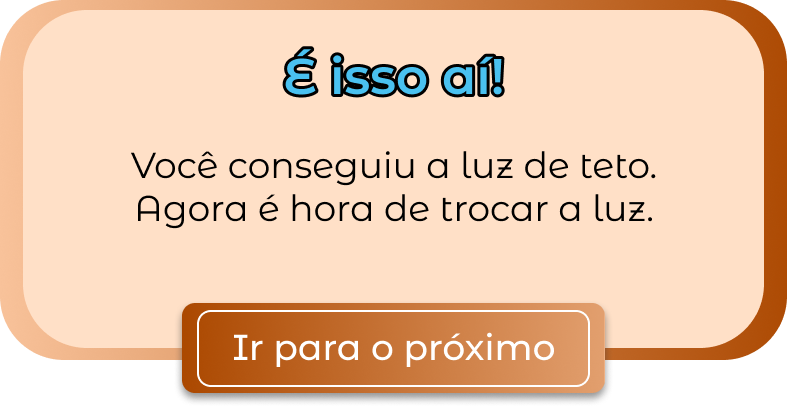 É isso aí!
Você conseguiu a luz de teto.
Agora é hora de trocar a luz.
Ir para o próximo